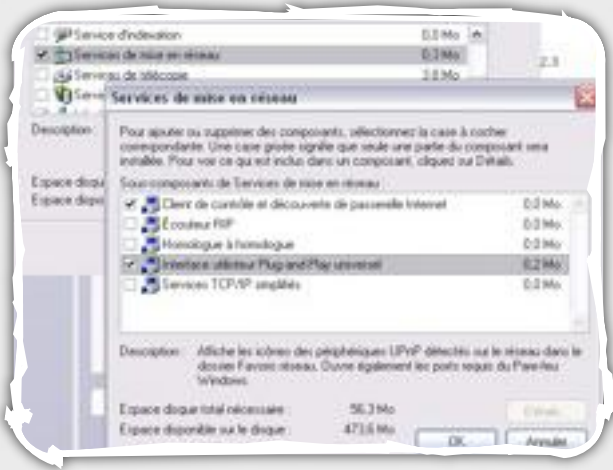 Service d'indexation 0.0 Mo
Services de mise en réseau 0.3 Mo
2.3
Services de télécopie 3.8 Mo
Serv
Services de mise en réseau
Description
Pour ajouter ou supprimer des composants, sélectionnez la case à cocher
correspondante. Une case grisée signifie que seule une partie du composant sera
installée. Pour voir ce qui est inclus dans un composant, cliquez sur Détails.
Espace disqu
Sous-composants de Services de mise en réseau :
Espace dispo
Client de contrôle et découverte de passerelle Internet 0.0 Mo
Écouteur RIP 0.0 Mo
Homologue à homologue 0.0 Mo
Interface utilisateur Plug and Play universel 0.2 Mo
Services TCP/IP simplifiés 0.0 Mo
Description : Affiche les icônes des périphériques UPnP détectés sur le réseau dans le
dossier Favoris réseau. Ouvre également les ports requis du Pare-feu
Windows.
Espace disque total nécessaire : 56.3 Mo
Détails...
Espace disponible sur le disque : 473.6 Mo
OK Annuler